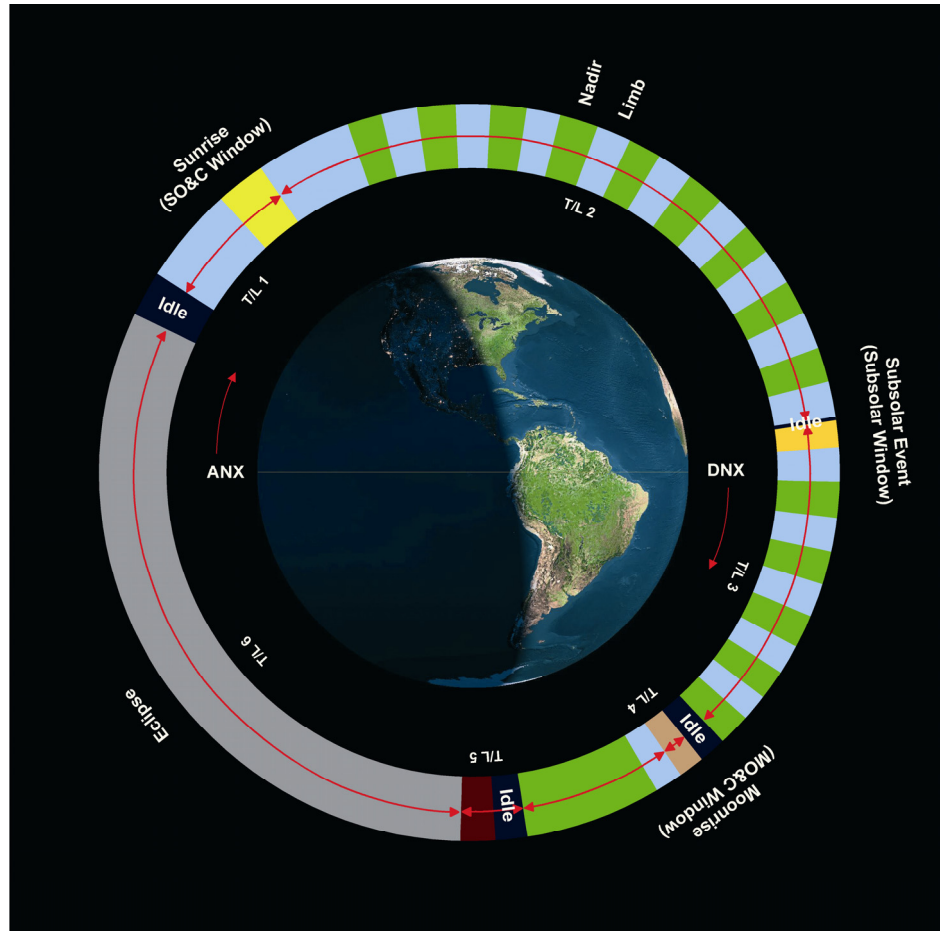 Nadir
Limb
Sunrise
(SO&C Window)
T/L 2
T/L 1
Idle
Idle
Subsolar Event
(Subsolar Window)
ANX
DNX
T/L 3
T/L 6
T/L 4
Idle
Eclipse
T/L 5
Idle
Moonrise
(MO&C Window)